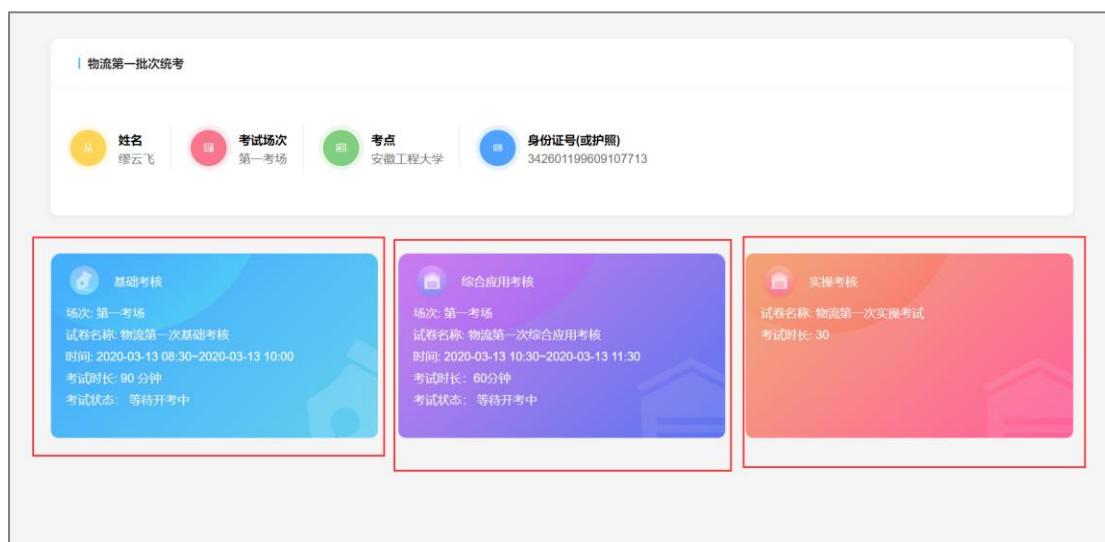 物流第一批次统考
姓名
缪云飞
考试场次
第一考场
考点
安徽工程大学
身份证号(或护照)
342601199609107713
基础考核
场次: 第一考场
试卷名称: 物流第一次基础考核
时间: 2020-03-13 08:30~2020-03-13 10:00
考试时长: 90 分钟
考试状态: 等待开考中
综合应用考核
场次: 第一考场
试卷名称: 物流第一次综合应用考核
时间: 2020-03-13 10:30~2020-03-13 11:30
考试时长: 60分钟
考试状态: 等待开考中
实操考核
试卷名称: 物流第一次实操考试
考试时长: 30